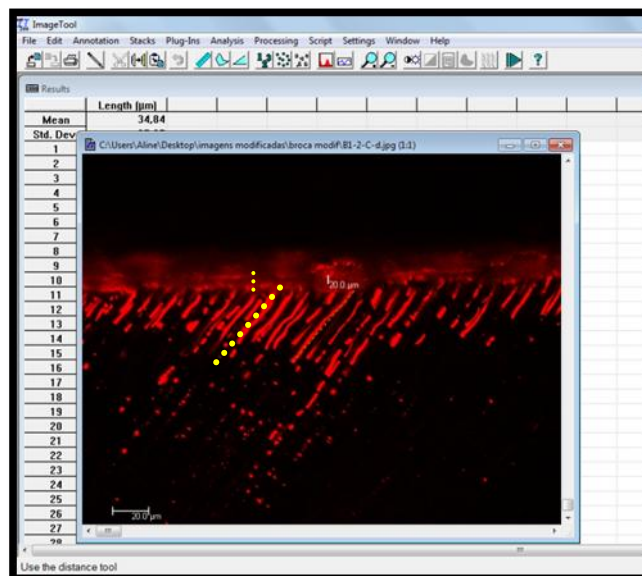 ImageTool
File Edit Annotation Stacks Plug-Ins Analysis Processing Script Settings Window Help
Results
Length (µm)
Mean 34,84
Std. Dev
1
C:\Users\Aline\Desktop\imagens modificadas\broca modif\B1-2-C-d.jpg (1:1)
2
3
4
5
6
7
8
9
10
20.0 µm
11
12
13
14
15
16
17
18
19
20
21
22
23
24
25
26
20.0 µm
27
28
Use the distance tool